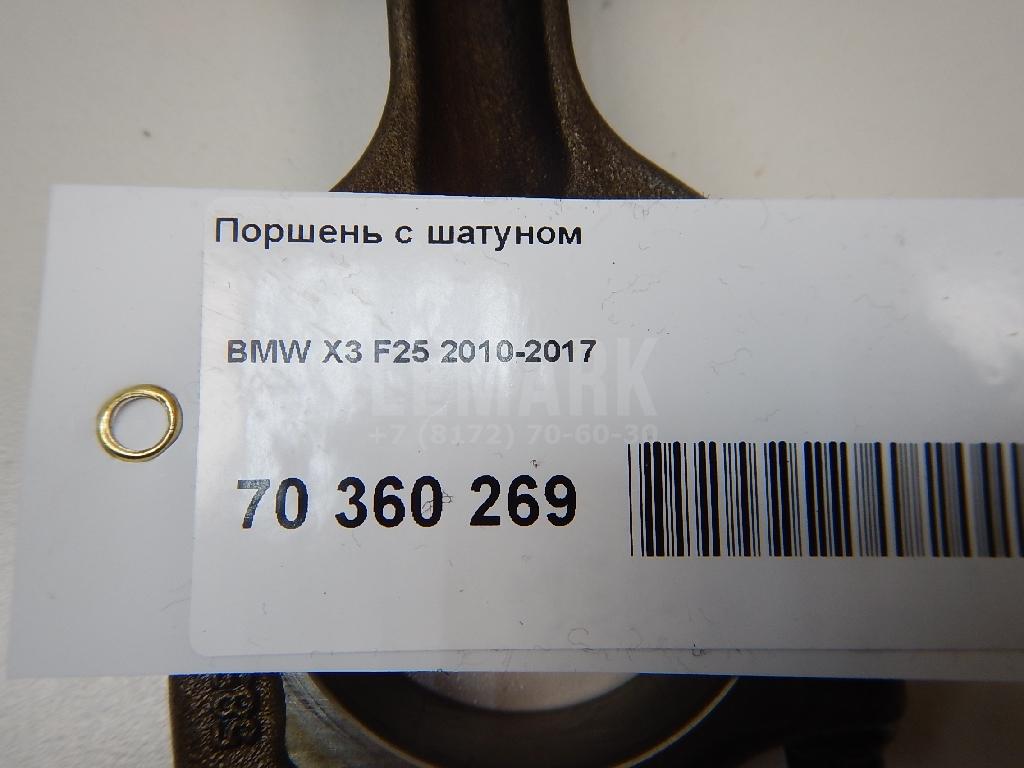 Поршень с шатуном
BMW X3 F25 2010-2017
LEMARK
+7 (8172) 70-60-30
70 360 269